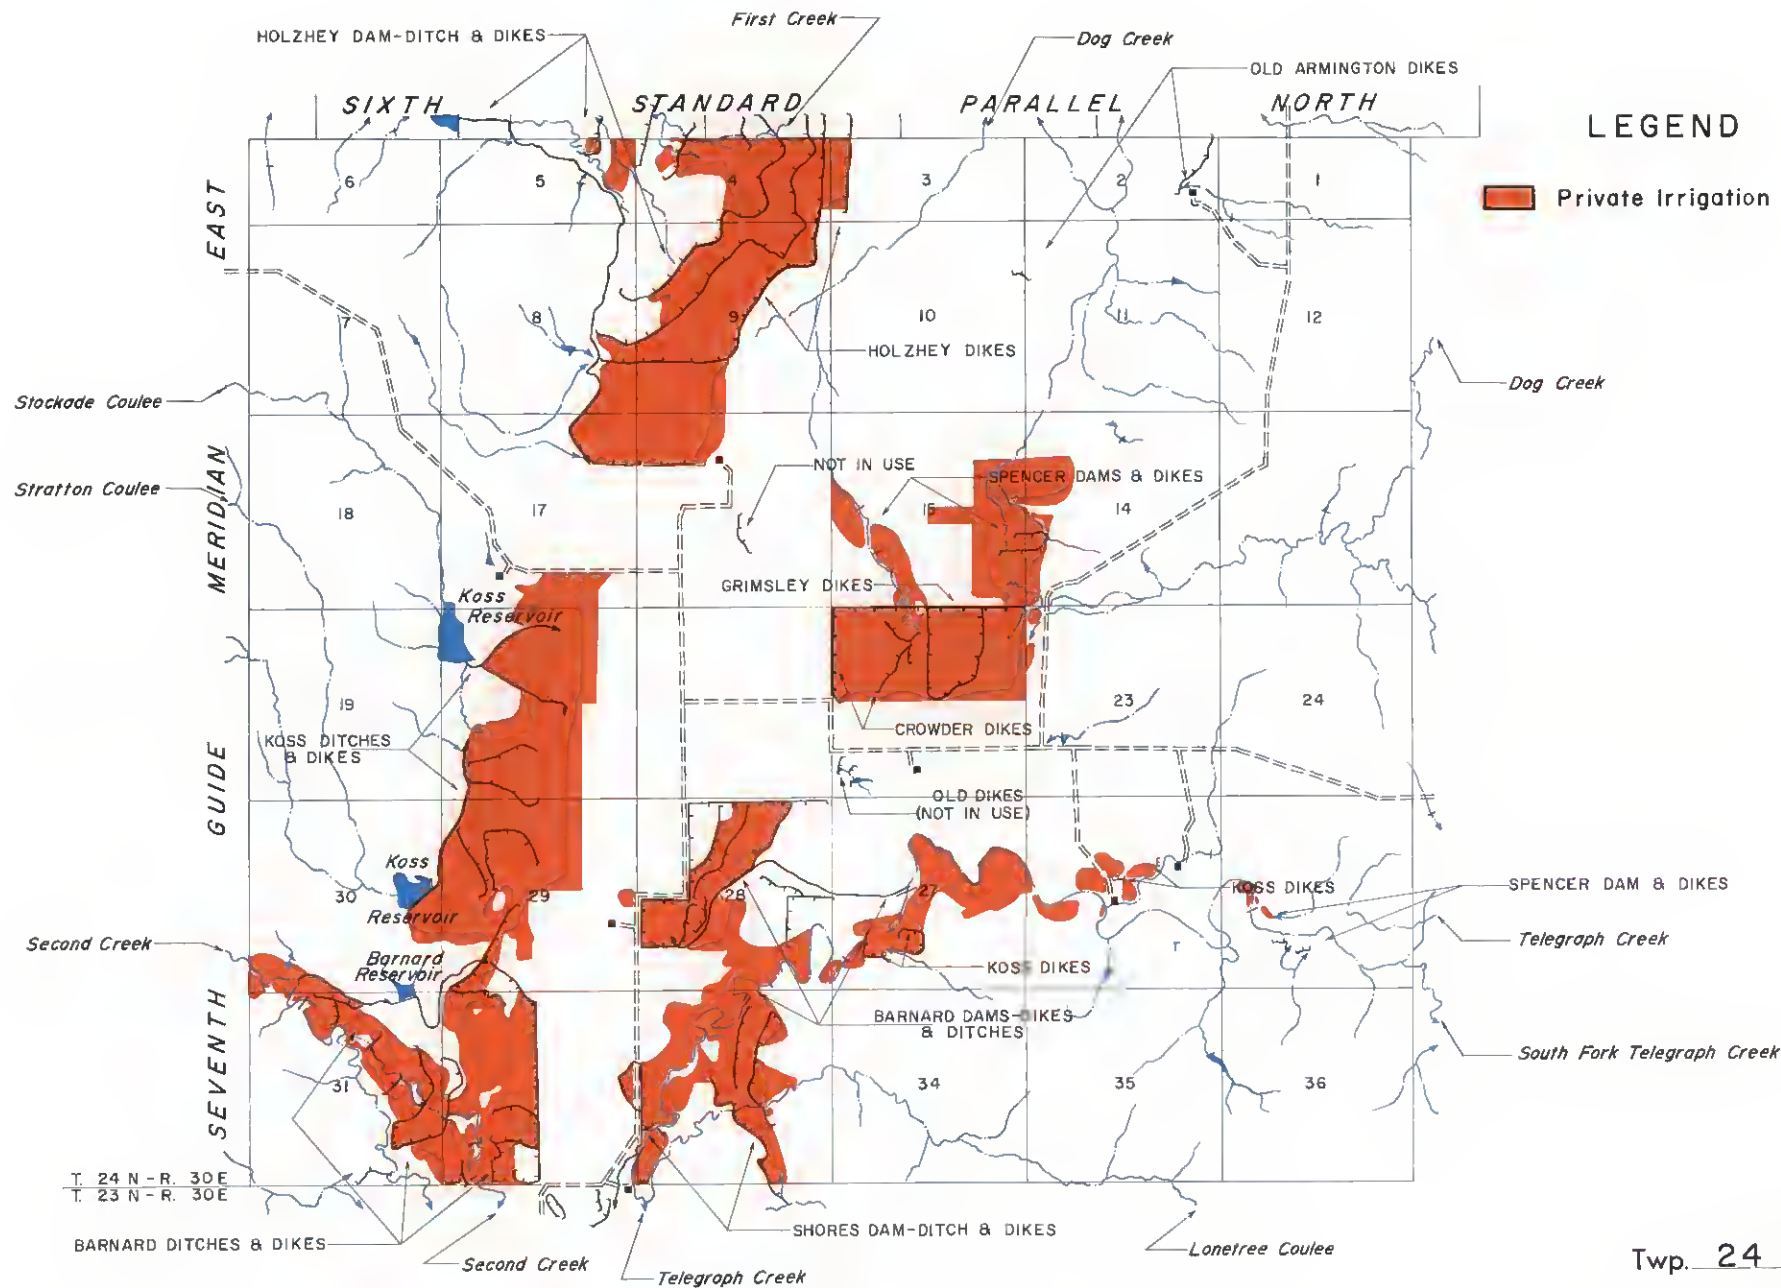 First Creek
HOLZHEY DAM-DITCH & DIKES
Dog Creek
OLD ARMINGTON DIKES
SIXTH STANDARD PARALLEL NORTH
LEGEND
Private Irrigation
6
5
4
3
2
1
EAST
7
8
9
10
11
12
HOLZHEY DIKES
Dog Creek
Stockade Coulee
MERIDIAN
NOT IN USE
SPENCER DAMS & DIKES
Stratton Coulee
18
17
15
14
GRIMSLEY DIKES
Koss
Reservoir
19
23
24
CROWDER DIKES
KOSS DITCHES
& DIKES
GUIDE
OLD DIKES
(NOT IN USE)
Koss
Reservoir
30
29
28
27
KOSS DIKES
SPENCER DAM & DIKES
Second Creek
Telegraph Creek
Barnard
Reservoir
KOSS DIKES
BARNARD DAMS-DIKES
& DITCHES
SEVENTH
South Fork Telegraph Creek
31
34
35
36
T. 24 N - R. 30 E
T. 23 N - R. 30 E
BARNARD DITCHES & DIKES
SHORES DAM-DITCH & DIKES
Second Creek
Lonetree Coulee
Telegraph Creek
Twp. 24